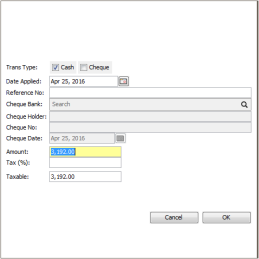 Trans Type: Cash Cheque
Date Applied: Apr 25, 2016
Reference No:
Cheque Bank: Search
Cheque Holder:
Cheque No:
Cheque Date: Apr 25, 2016
Amount: 3,192.00
Tax (%):
Taxable: 3,192.00
Cancel OK